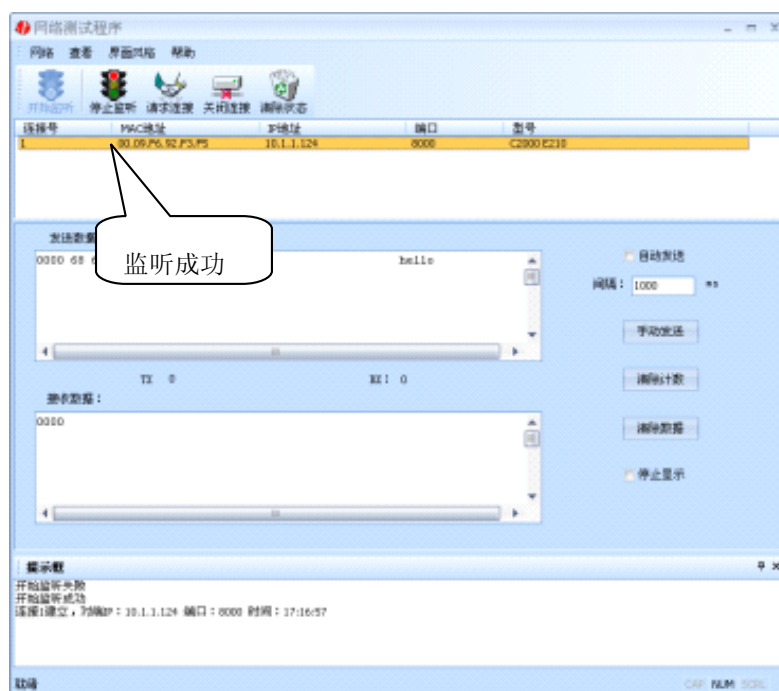 网络测试程序
网络 查看 界面风格 帮助
开始监听 停止监听 请求连接 关闭连接 清除状态
连接号 MAC地址 IP地址 端口 型号
1 00.09.F6.92.F3.F5 10.1.1.124 8000 C2000 E210
监听成功
发送数据
0000 68 hello
自动发送
间隔： 1000 ms
手动发送
TX 0 RX： 0
清除计数
接收数据：
0000
清除数据
停止显示
提示框
开始监听失败
开始监听成功
连接1建立，对端IP：10.1.1.124 端口：8000 时间：17:16:57
就绪
CAP NUM SCRL